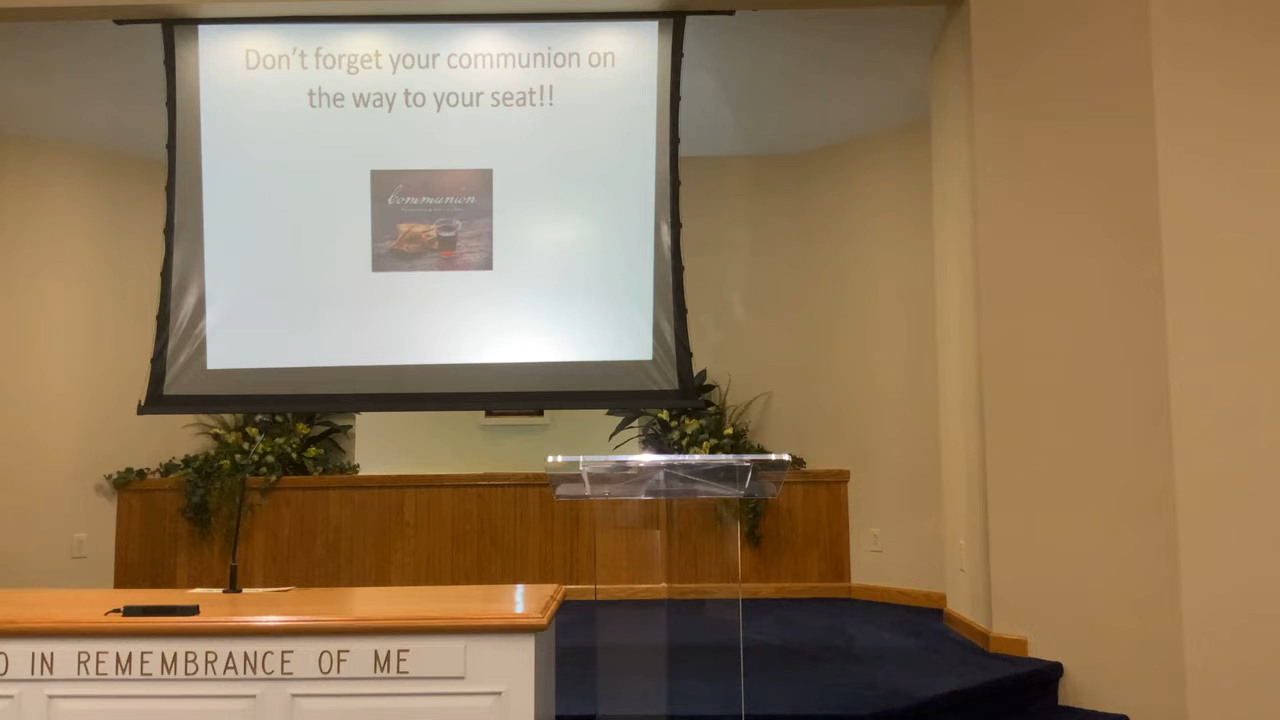 Don't forget your communion on
the way to your seat!!
Communion
O IN REMEMBRANCE OF ME